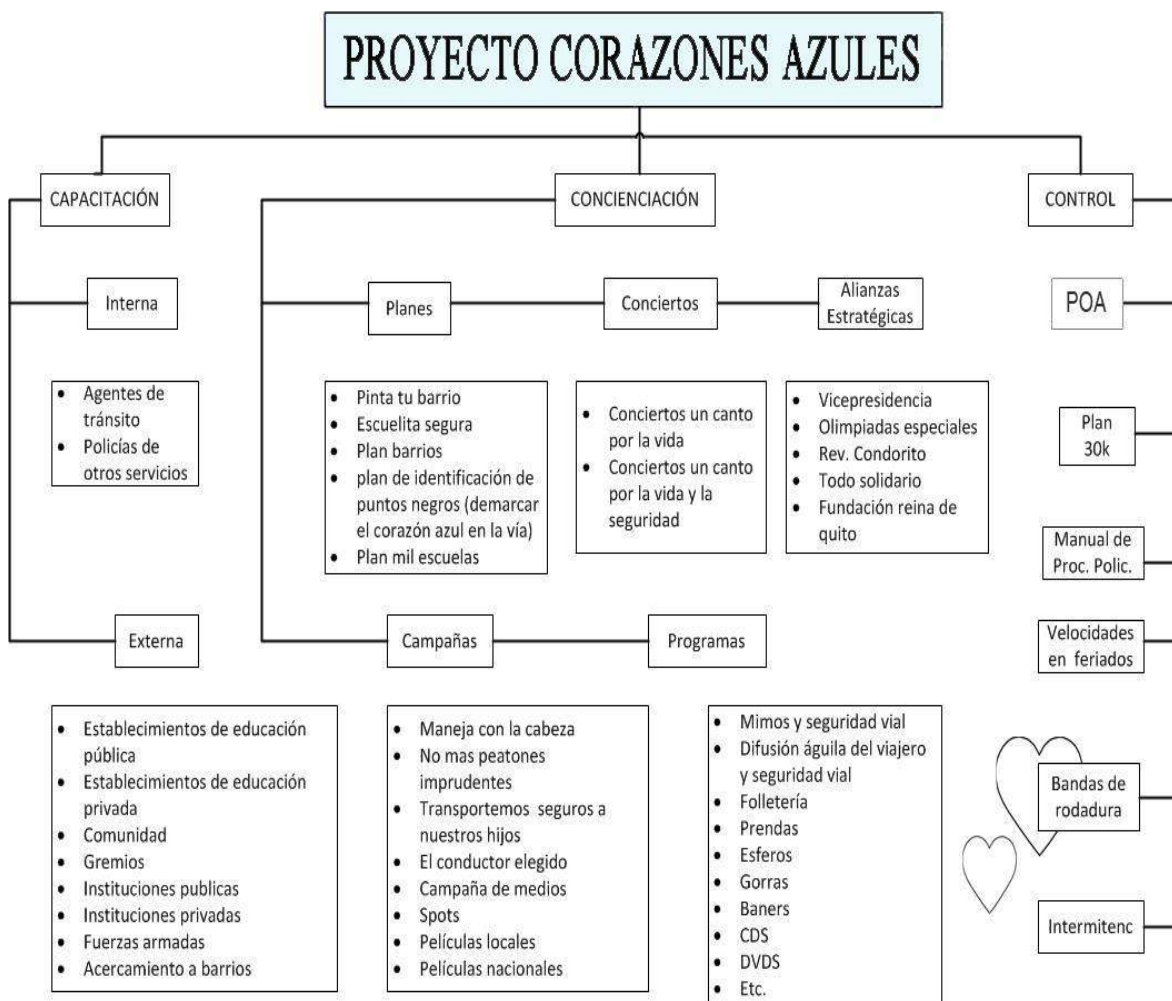 PROYECTO CORAZONES AZULES
CAPACITACIÓN
CONCIENCIACIÓN
CONTROL
Interna
Planes
Conciertos
Alianzas
Estratégicas
POA
• Agentes de
tránsito
• Policías de
otros servicios
• Pinta tu barrio
• Escuelita segura
• Plan barrios
• plan de identificación de
puntos negros (demarcar
el corazón azul en la vía)
• Plan mil escuelas
• Conciertos un canto
por la vida
• Conciertos un canto
por la vida y la
seguridad
• Vicepresidencia
• Olimpiadas especiales
• Rev. Condorito
• Todo solidario
• Fundación reina de
quito
Plan
30k
Manual de
Proc. Polic.
Externa
Campañas
Programas
Velocidades
en feriados
• Establecimientos de educación
pública
• Establecimientos de educación
privada
• Comunidad
• Gremios
• Instituciones publicas
• Instituciones privadas
• Fuerzas armadas
• Acercamiento a barrios
• Maneja con la cabeza
• No mas peatones
imprudentes
• Transportemos seguros a
nuestros hijos
• El conductor elegido
• Campaña de medios
• Spots
• Películas locales
• Películas nacionales
• Mimos y seguridad vial
• Difusión águila del viajero
y seguridad vial
• Folletería
• Prendas
• Esferos
• Gorras
• Baners
• CDS
• DVDS
• Etc.
Bandas de
rodadura
Intermitenc